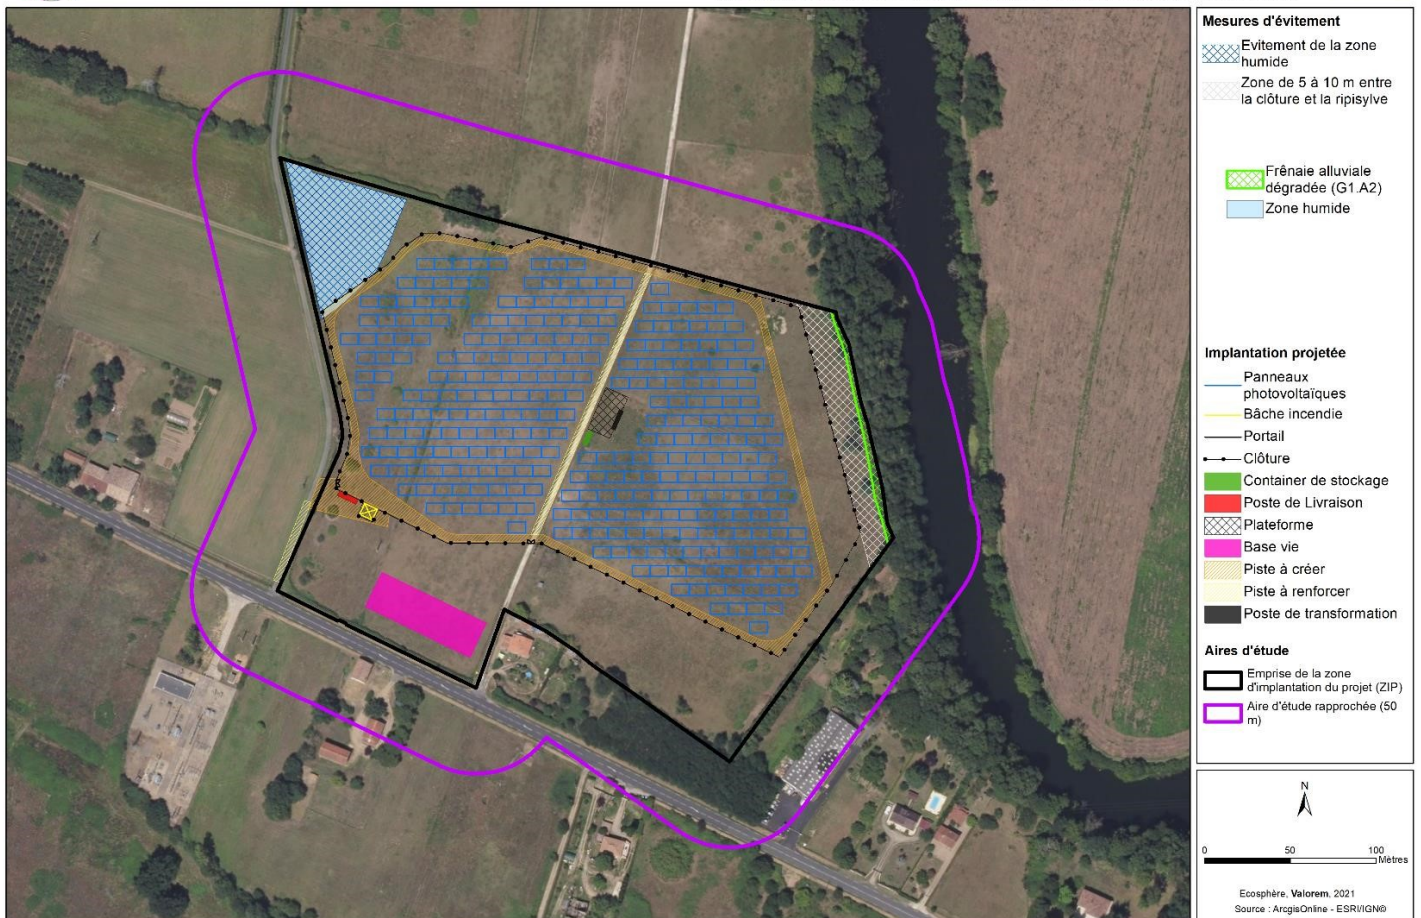 Mesures d'évitement
Evitement de la zone
humide
Zone de 5 à 10 m entre
la clôture et la ripisylve
Frênaie alluviale
dégradée (G1.A2)
Zone humide
Implantation projetée
Panneaux
photovoltaïques
Bâche incendie
Portail
Clôture
Container de stockage
Poste de Livraison
Plateforme
Base vie
Piste à créer
Piste à renforcer
Poste de transformation
Aires d'étude
Emprise de la zone
d'implantation du projet (ZIP)
Aire d'étude rapprochée (50
m)
N
0 50 100
Mètres
Ecosphère, Valorem, 2021
Source : ArcgisOnline - ESRI/IGN©